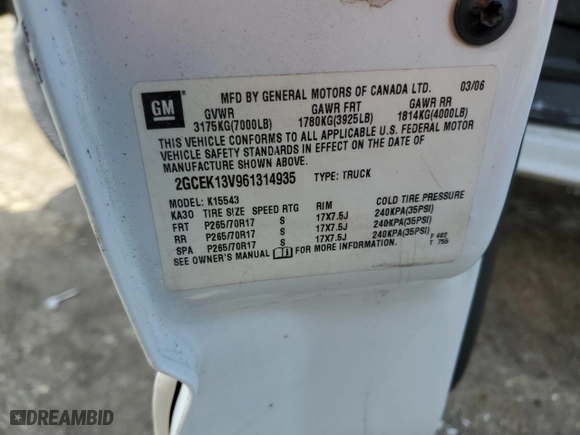 GM
MFD BY GENERAL MOTORS OF CANADA LTD. 03/06
GVWR GAWR FRT GAWR RR
3175KG(7000LB) 1780KG(3925LB) 1814KG(4000LB)
THIS VEHICLE CONFORMS TO ALL APPLICABLE U.S. FEDERAL MOTOR
VEHICLE SAFETY STANDARDS IN EFFECT ON THE DATE OF
MANUFACTURE SHOWN ABOVE.
2GCEK13V961314935 TYPE: TRUCK
MODEL: K15543
KA30 TIRE SIZE SPEED RTG RIM COLD TIRE PRESSURE
FRT P265/70R17 S 17X7.5J 240KPA(35PSI)
RR P265/70R17 S 17X7.5J 240KPA(35PSI)
SPA P265/70R17 S 17X7.5J 240KPA(35PSI)
SEE OWNER'S MANUAL FOR MORE INFORMATION.
F 402
T 755
DREAMBID